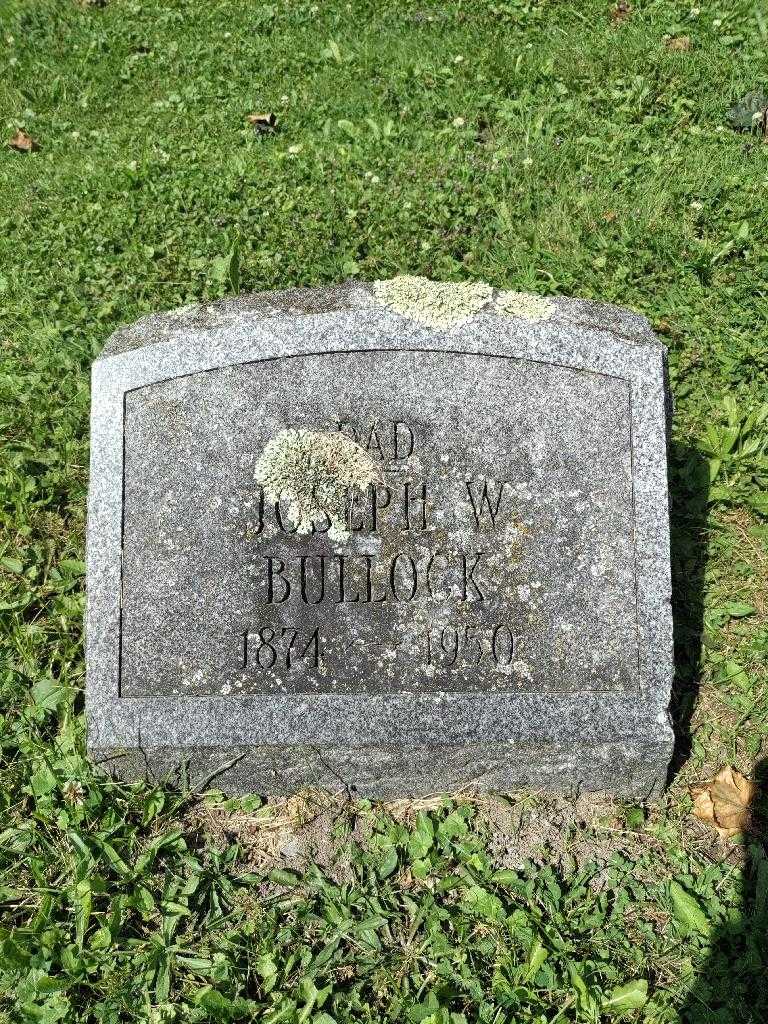 DAD
JOSEPH W
BULLOCK
1874 — 1950